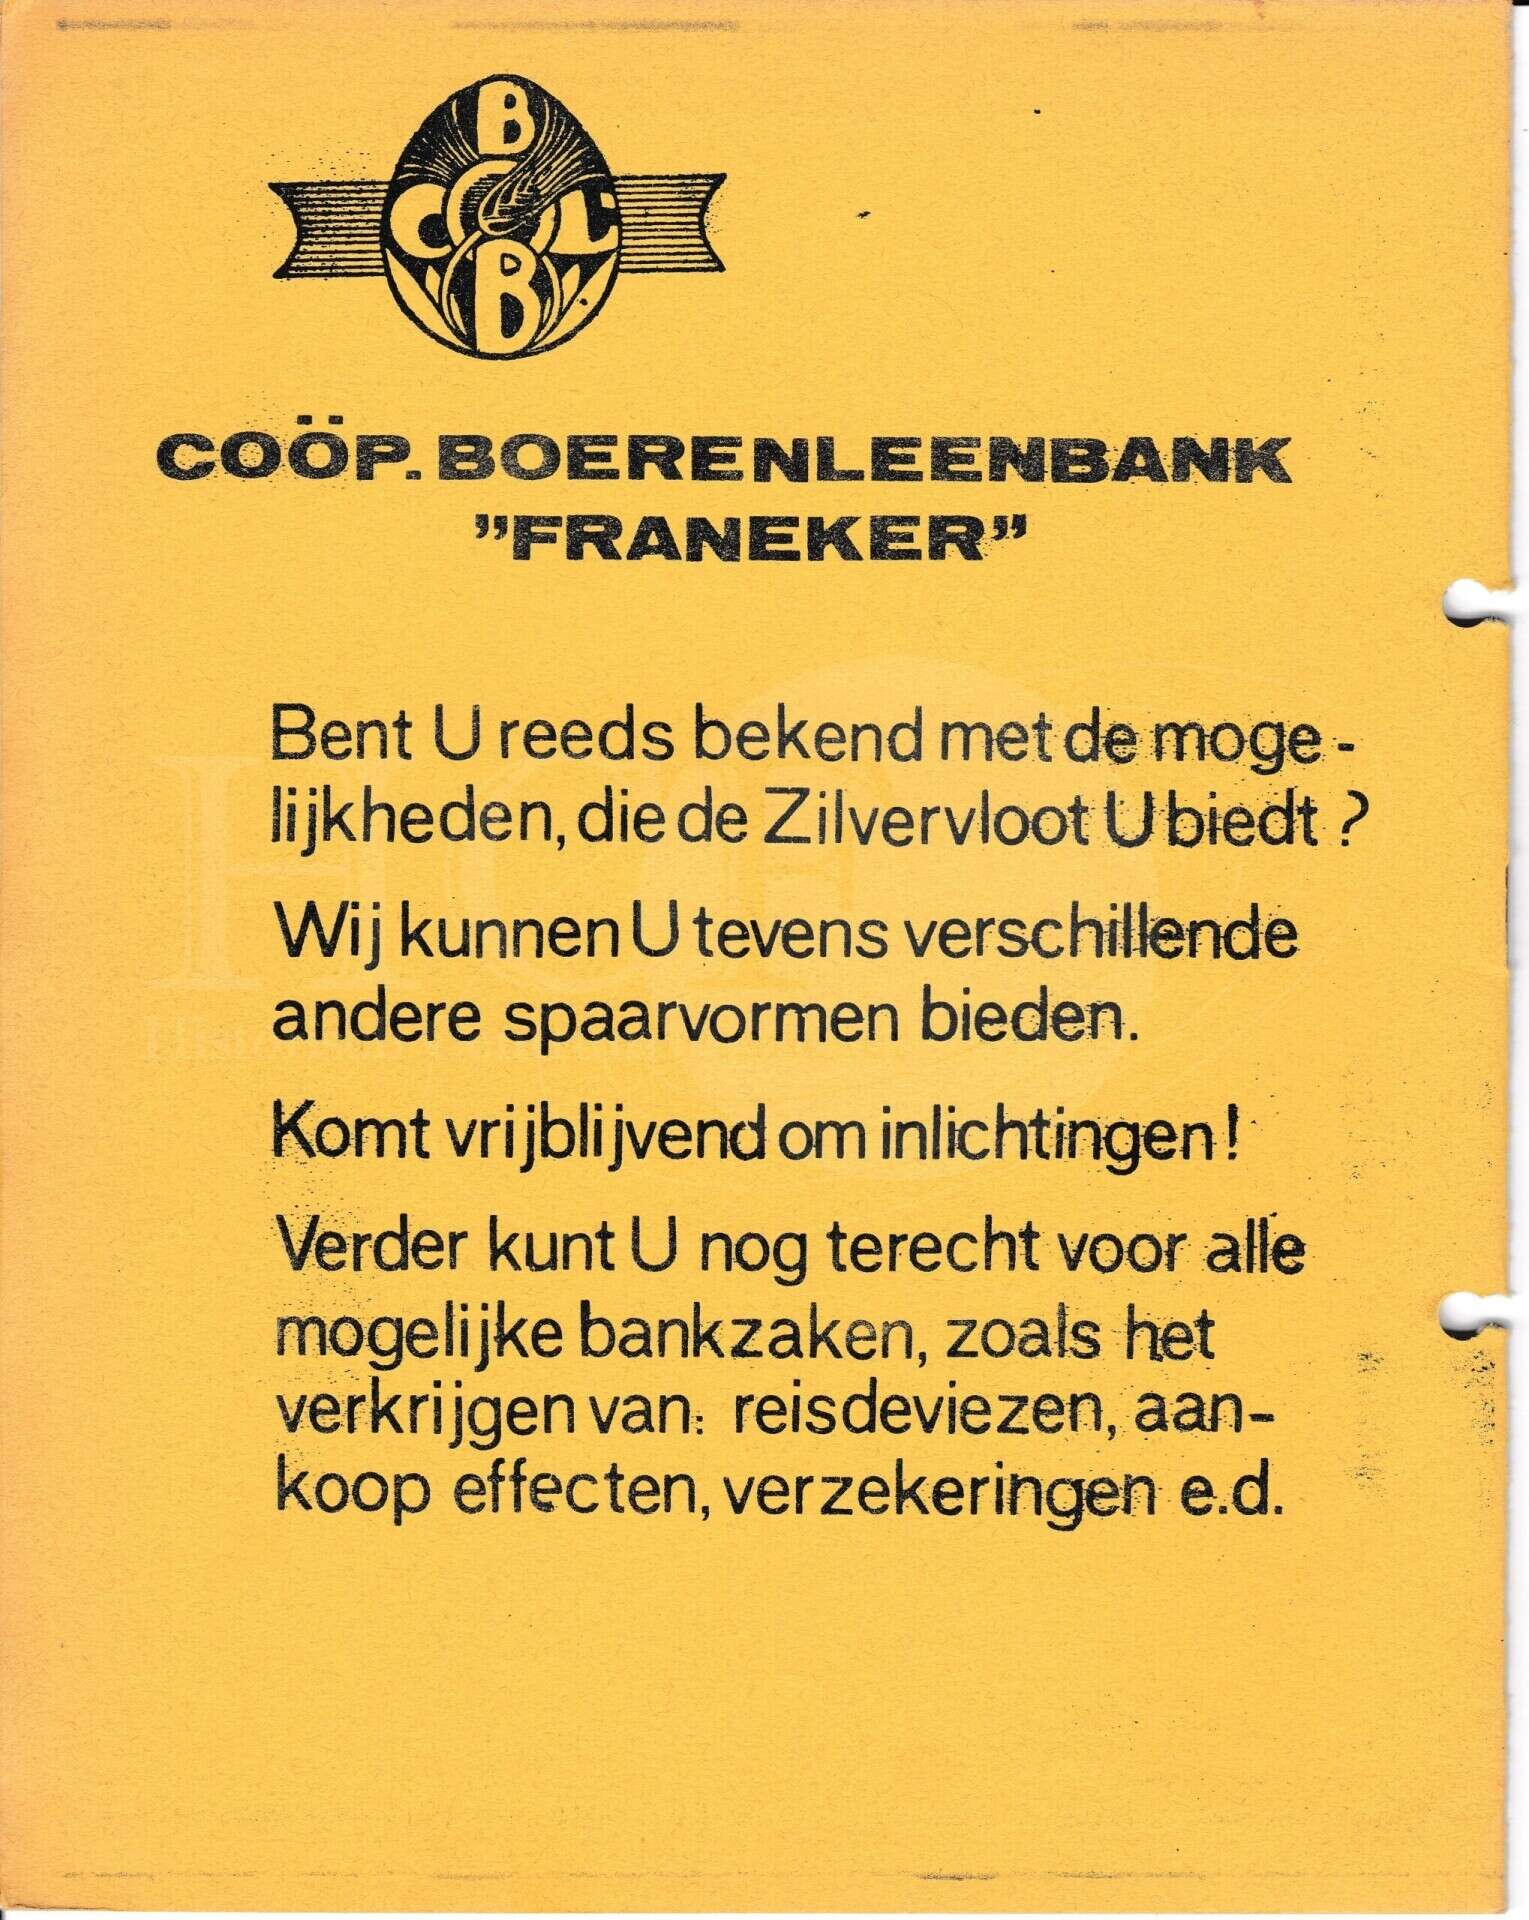 B
COL
B
COÖP. BOERENLEENBANK
"FRANEKER"
Bent U reeds bekend met de moge-
lijkheden, die de Zilvervloot U biedt?
Wij kunnen U tevens verschillende
andere spaarvormen bieden.
Komt vrijblijvend om inlichtingen!
Verder kunt U nog terecht voor alle
mogelijke bankzaken, zoals het
verkrijgen van: reisdeviezen, aan-
koop effecten, verzekeringen e.d.